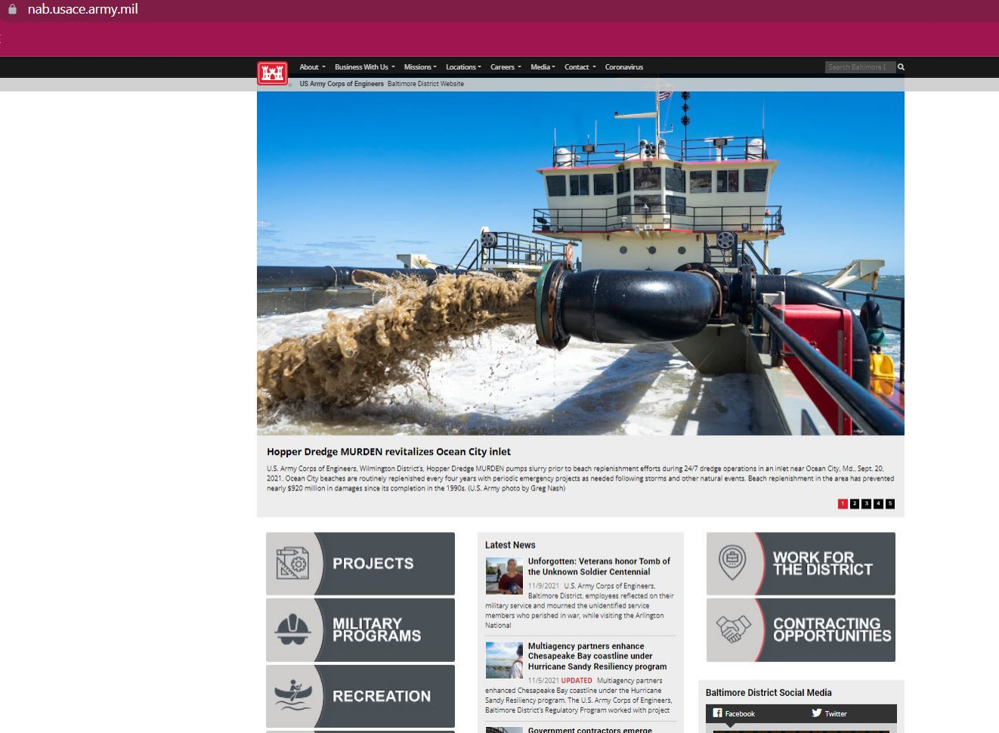 nab.usace.army.mil
About Business With Us Missions Locations Careers Media Contact Coronavirus
Search Baltimore
US Army Corps of Engineers Baltimore District Website
Hopper Dredge MURDEN revitalizes Ocean City inlet
U.S. Army Corps of Engineers, Wilmington District's, Hopper Dredge MURDEN pumps slurry prior to beach replenishment efforts during 24/7 dredge operations in an inlet near Ocean City, Md., Sept. 20,
2021. Ocean City beaches are routinely replenished every four years with periodic emergency projects as needed following storms and other natural events. Beach replenishment in the area has prevented
nearly $920 million in damages since its completion in the 1990s. (U.S. Army photo by Greg Nash)
1 2 3 4 5
PROJECTS
MILITARY
PROGRAMS
RECREATION
Latest News
Unforgotten: Veterans honor Tomb of
the Unknown Soldier Centennial
11/9/2021 U.S. Army Corps of Engineers,
Baltimore District, employees reflected on their
military service and mourned the unidentified service
members who perished in war, while visiting the Arlington
National
Multiagency partners enhance
Chesapeake Bay coastline under
Hurricane Sandy Resiliency program
11/5/2021 UPDATED Multiagency partners
enhanced Chesapeake Bay coastline under the Hurricane
Sandy Resiliency program. The U.S. Army Corps of Engineers,
Baltimore District's Regulatory Program worked with project
Government contractors emerge
WORK FOR
THE DISTRICT
CONTRACTING
OPPORTUNITIES
Baltimore District Social Media
Facebook Twitter